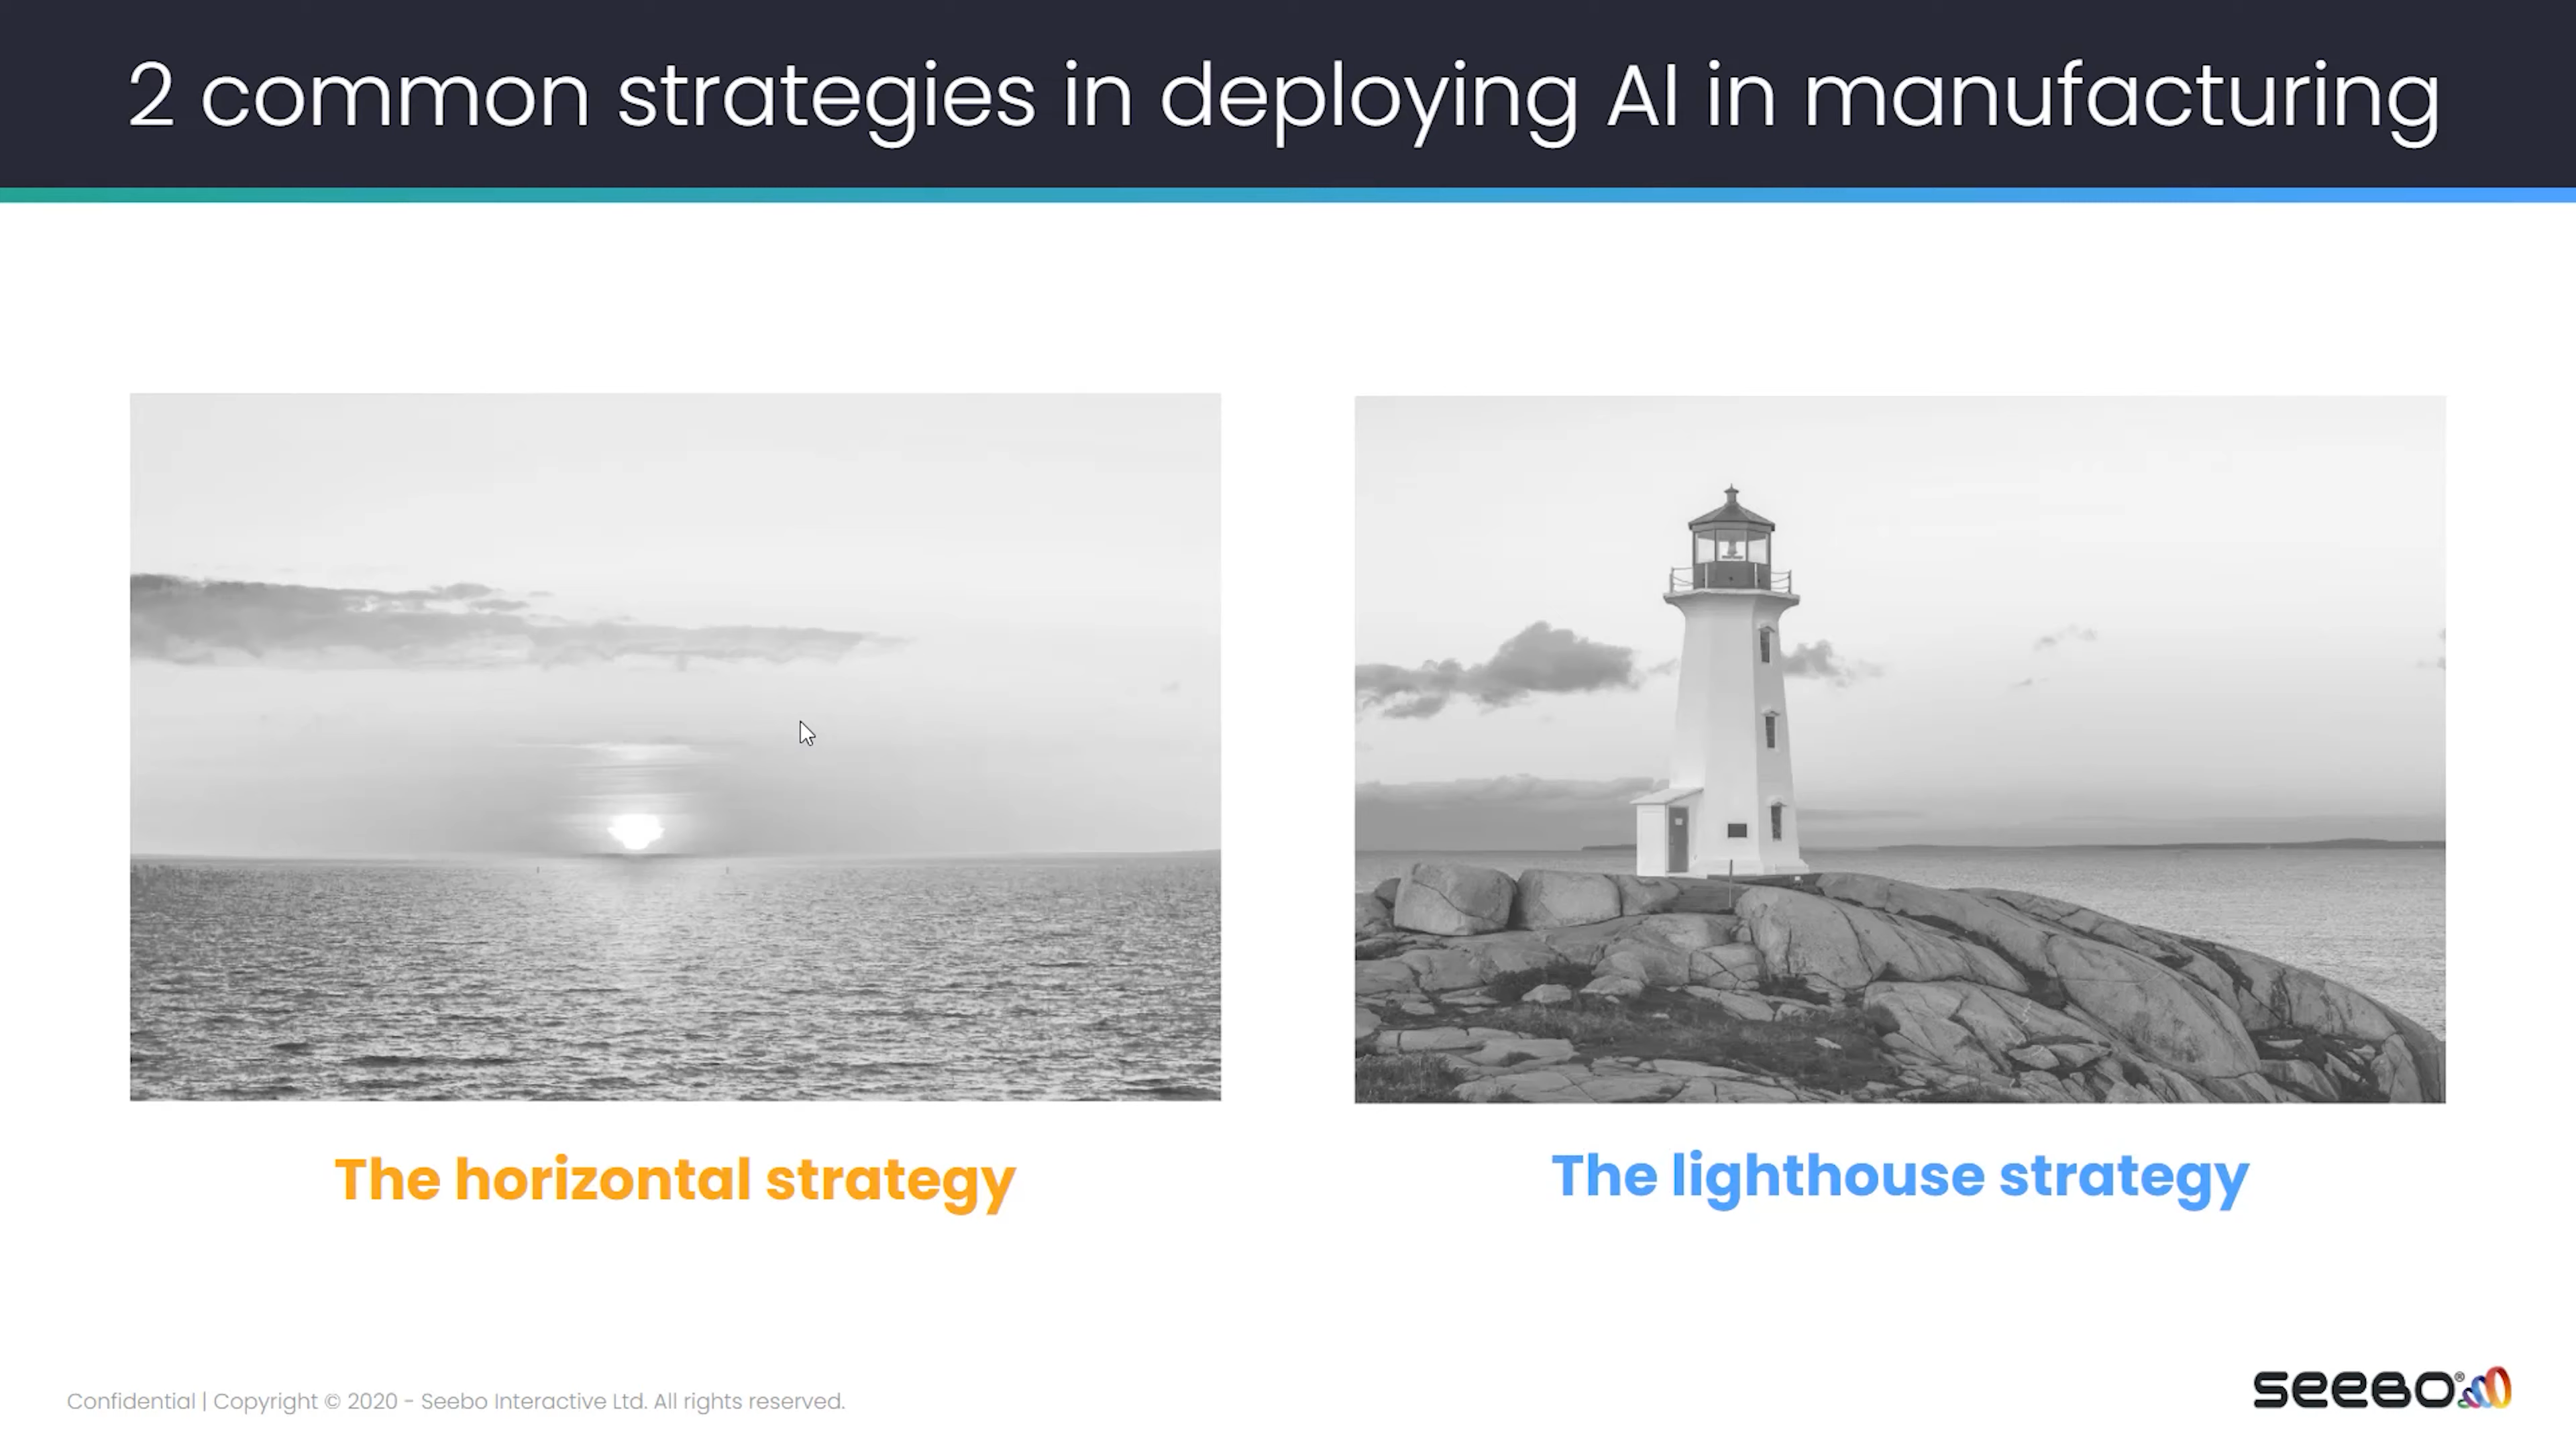 2 common strategies in deploying AI in manufacturing
The horizontal strategy
The lighthouse strategy
Confidential | Copyright © 2020 - Seebo Interactive Ltd. All rights reserved.
seeBO®